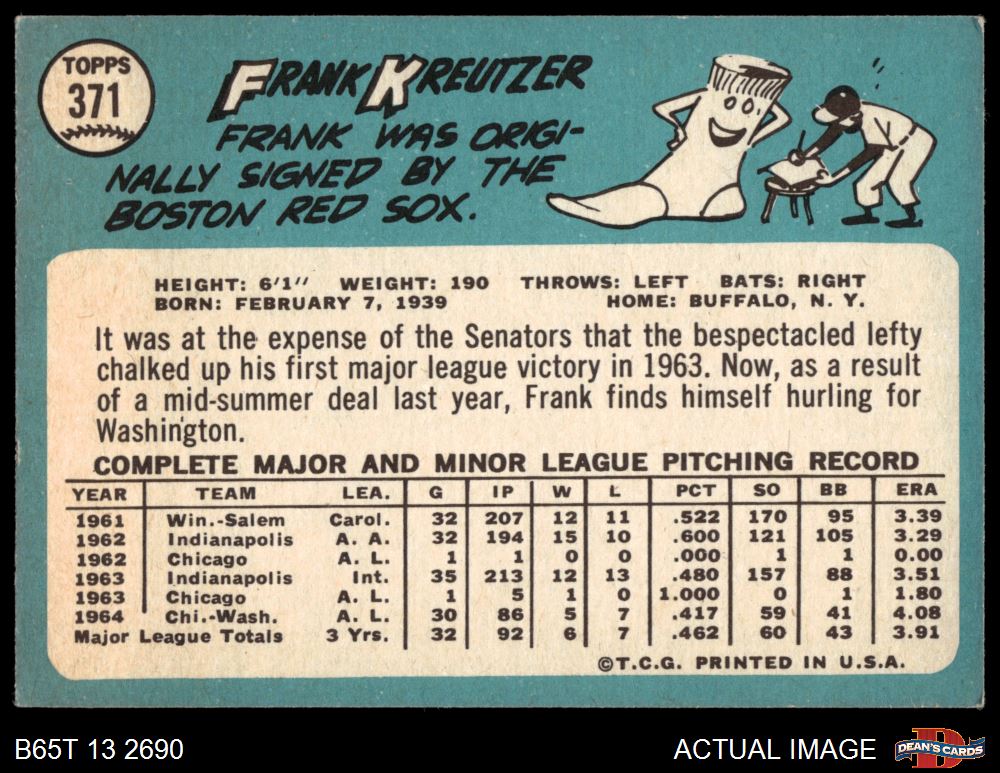 TOPPS
371
FRANK KREUTZER
FRANK WAS ORIGI-
NALLY SIGNED BY THE
BOSTON RED SOX.
HEIGHT: 6'1" WEIGHT: 190 THROWS: LEFT BATS: RIGHT
BORN: FEBRUARY 7, 1939 HOME: BUFFALO, N. Y.
It was at the expense of the Senators that the bespectacled lefty
chalked up his first major league victory in 1963. Now, as a result
of a mid-summer deal last year, Frank finds himself hurling for
Washington.
COMPLETE MAJOR AND MINOR LEAGUE PITCHING RECORD
YEAR TEAM LEA. G IP W L PCT SO BB ERA
1961 Win.-Salem Carol. 32 207 12 11 .522 170 95 3.39
1962 Indianapolis A. A. 32 194 15 10 .600 121 105 3.29
1962 Chicago A. L. 1 1 0 0 .000 1 1 0.00
1963 Indianapolis Int. 35 213 12 13 .480 157 88 3.51
1963 Chicago A. L. 1 5 1 0 1.000 0 1 1.80
1964 Chi.-Wash. A. L. 30 86 5 7 .417 59 41 4.08
Major League Totals 3 Yrs. 32 92 6 7 .462 60 43 3.91
©T.C.G. PRINTED IN U.S.A.
B65T 13 2690 ACTUAL IMAGE
D
DEAN'S CARDS